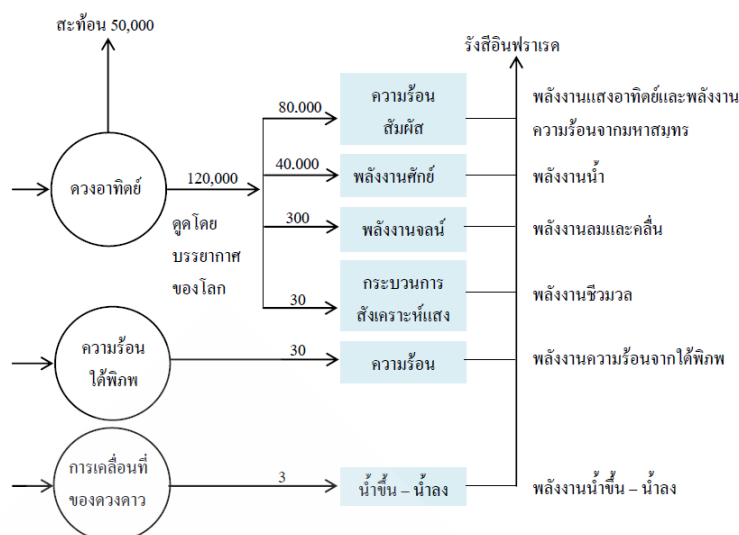 สะท้อน 50,000
รังสีอินฟราเรด
80.000
ความร้อน
สัมผัส
พลังงานแสงอาทิตย์และพลังงาน
ความร้อนจากมหาสมุทร
ดวงอาทิตย์
120,000
40.000
พลังงานศักย์
พลังงานน้ำ
ดูดโดย
บรรยากาศ
ของโลก
300
พลังงานจลน์
พลังงานลมและคลื่น
30
กระบวนการ
สังเคราะห์แสง
พลังงานชีวมวล
ความร้อน
ใต้พิภพ
30
ความร้อน
พลังงานความร้อนจากใต้พิภพ
การเคลื่อนที่
ของดวงดาว
3
น้ำขึ้น – น้ำลง
พลังงานน้ำขึ้น – น้ำลง